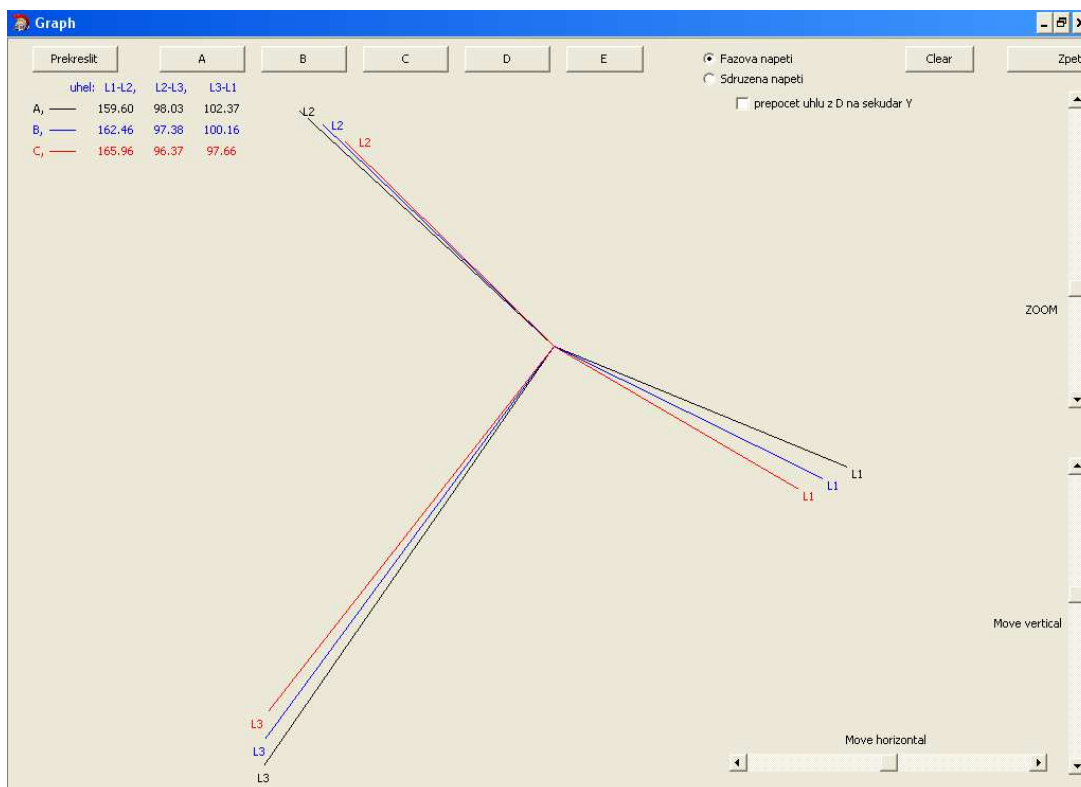 Graph
Prekreslit A B C D E Fazova napeti Clear Zpet
Sdruzena napeti
uhel: L1-L2, L2-L3, L3-L1
prepocet uhlu z D na sekudar Y
A, 159.60 98.03 102.37
B, 162.46 97.38 100.16
C, 165.96 96.37 97.66
L2
L2
L2
ZOOM
L1
L1
L1
Move vertical
L3
L3
L3
Move horizontal